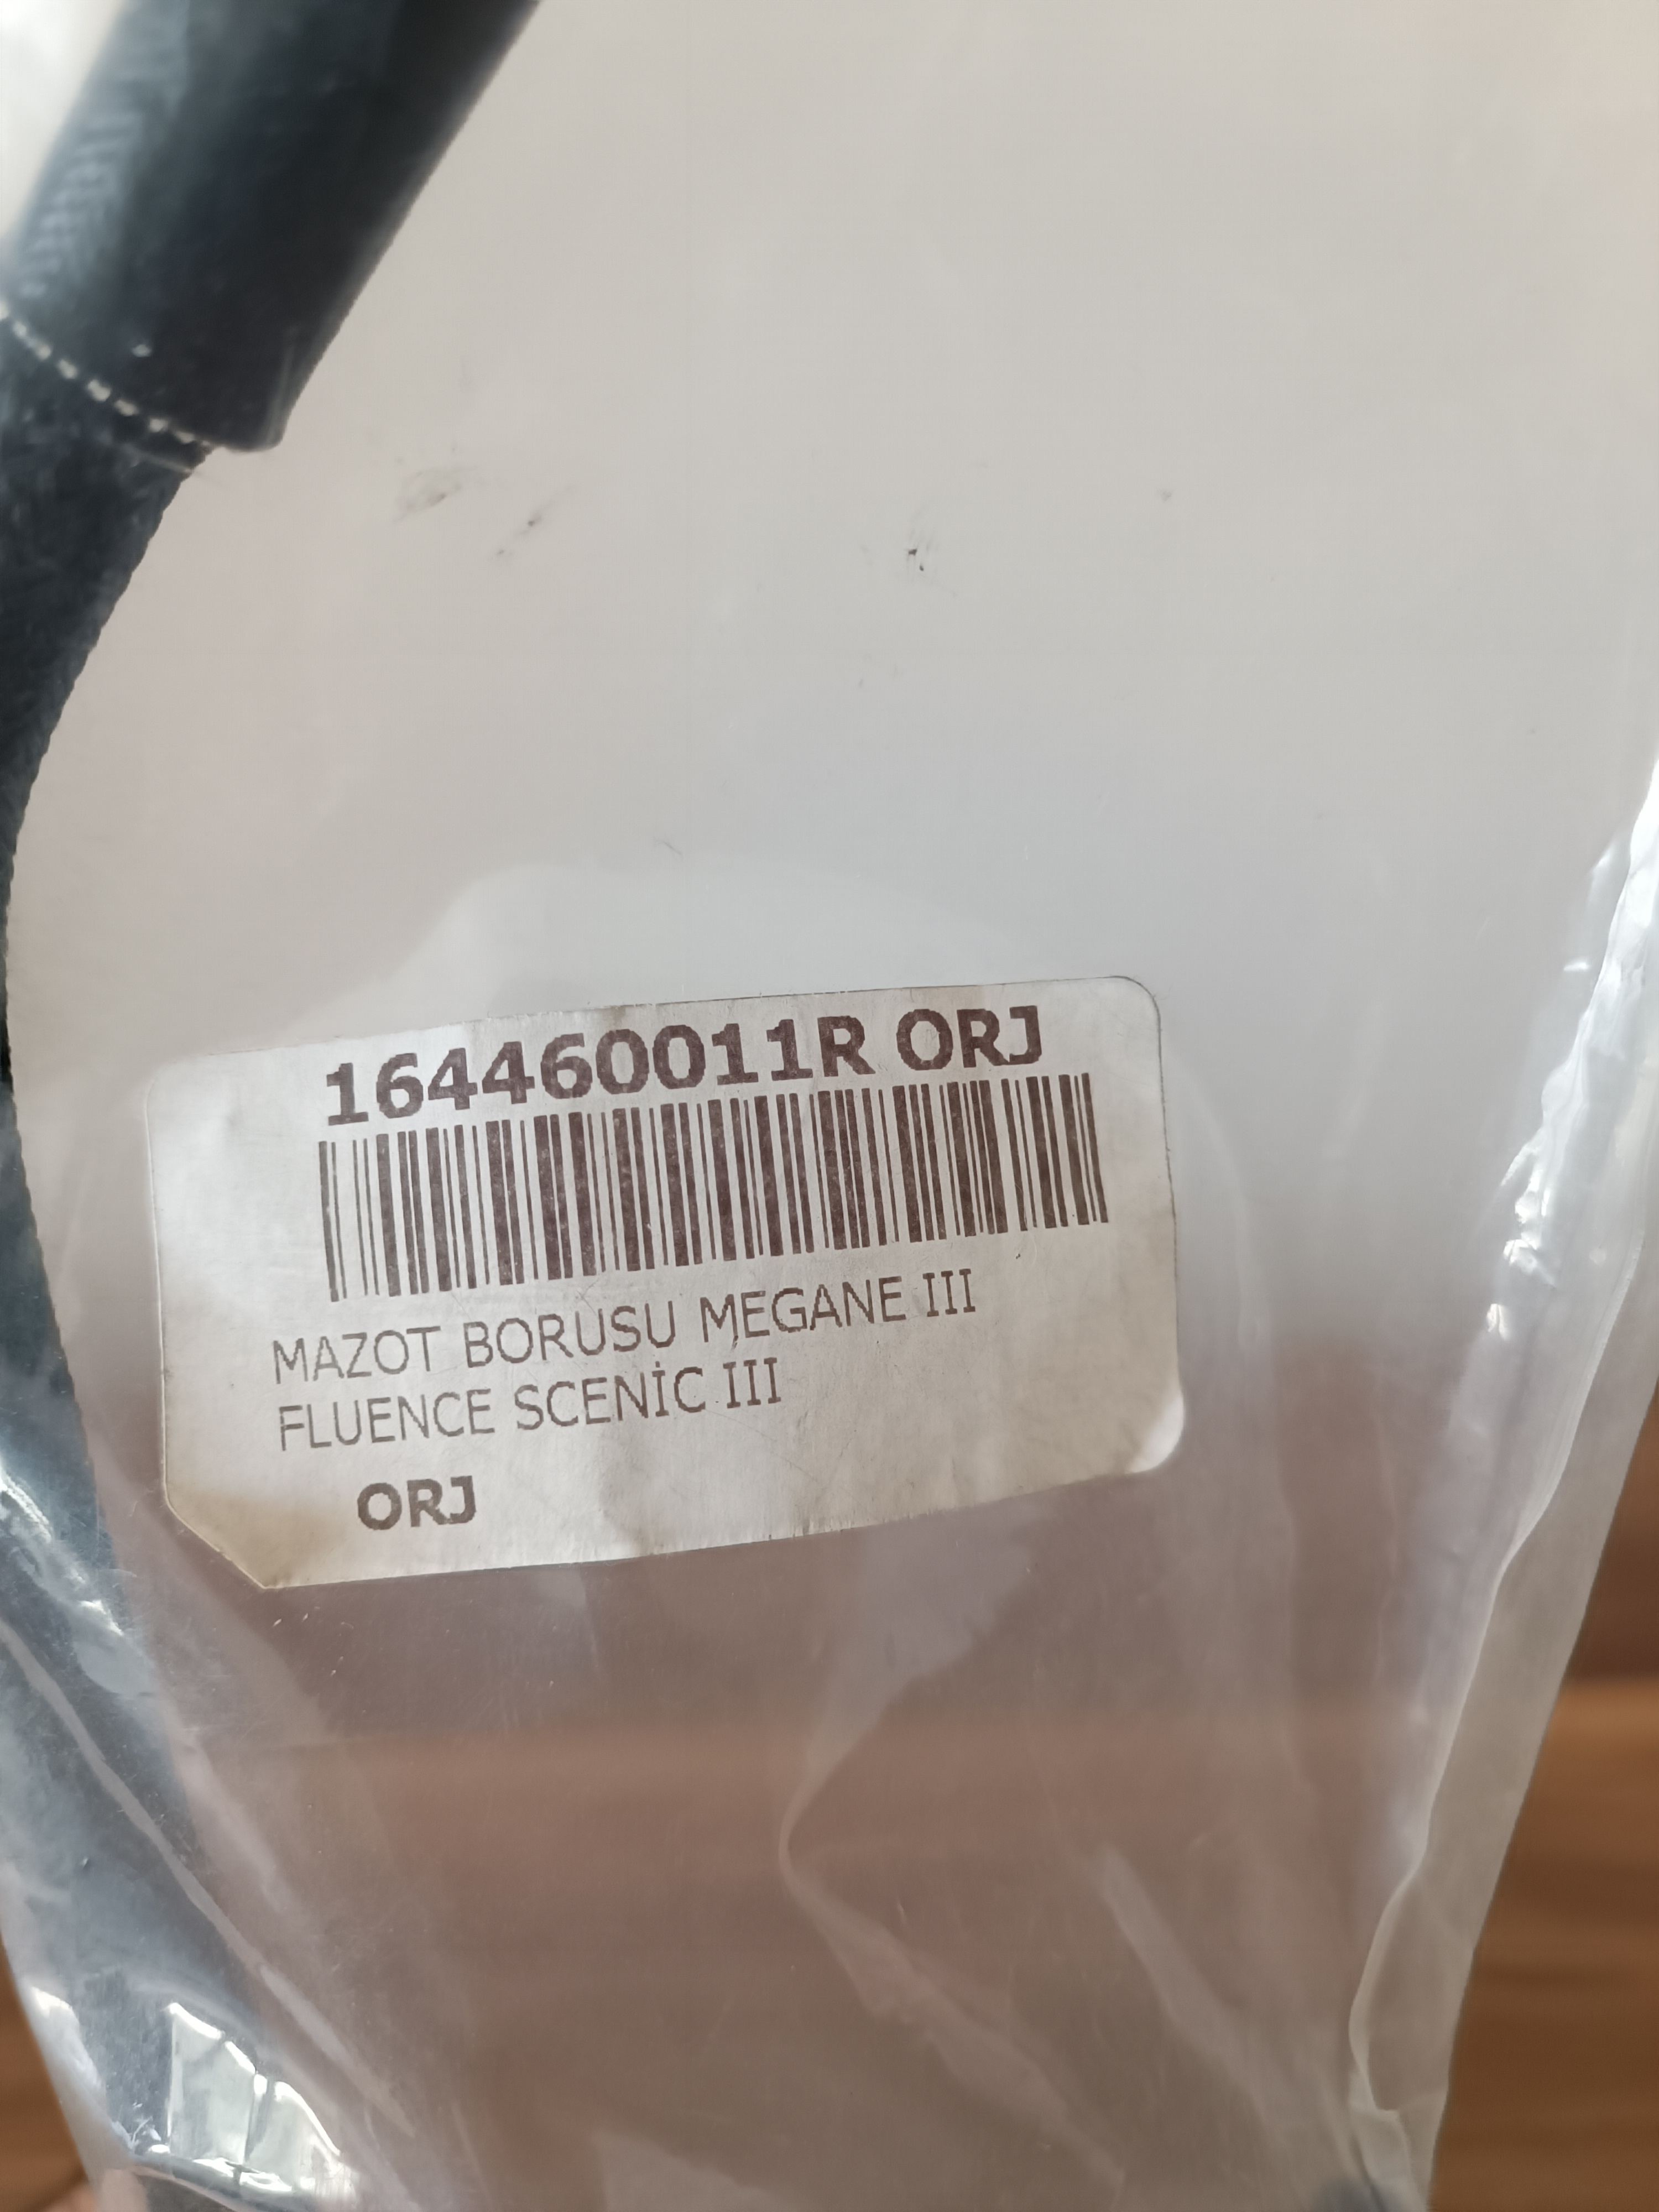 164460011R ORJ
MAZOT BORUSU MEGANE III
FLUENCE SCENİC III
ORJ